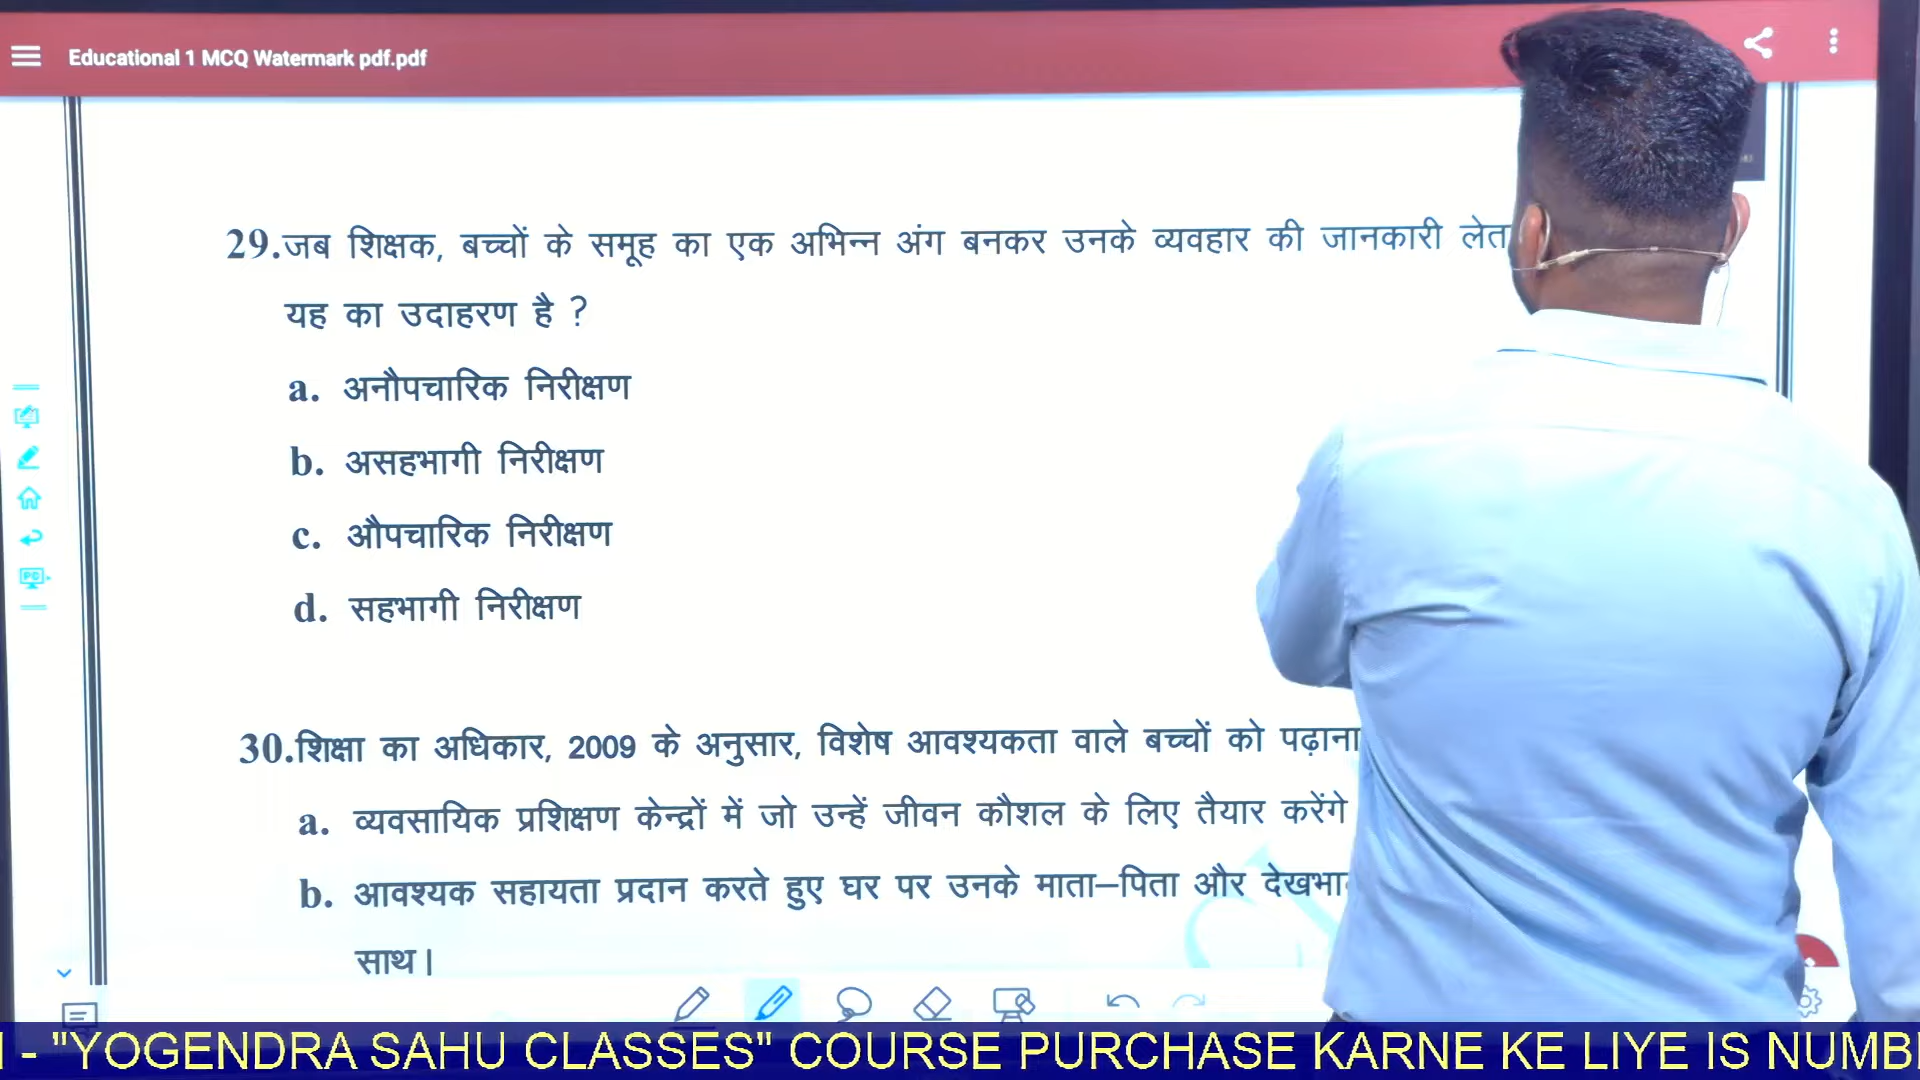 Educational 1 MCQ Watermark pdf.pdf
29.जब शिक्षक, बच्चों के समूह का एक अभिन्न अंग बनकर उनके व्यवहार की जानकारी
यह का उदाहरण है ?
a. अनौपचारिक निरीक्षण
b. असहभागी निरीक्षण
c. औपचारिक निरीक्षण
d. सहभागी निरीक्षण
30.शिक्षा का अधिकार, 2009 के अनुसार, विशेष आवश्यकता वाले बच्चों को पढ़ाना
a. व्यवसायिक प्रशिक्षण केन्द्रों में जो उन्हें जीवन कौशल के लिए तैयार करेंगे
b. आवश्यक सहायता प्रदान करते हुए घर पर उनके माता–पिता और
साथ।
- "YOGENDRA SAHU CLASSES" COURSE PURCHASE KARNE KE LIYE IS